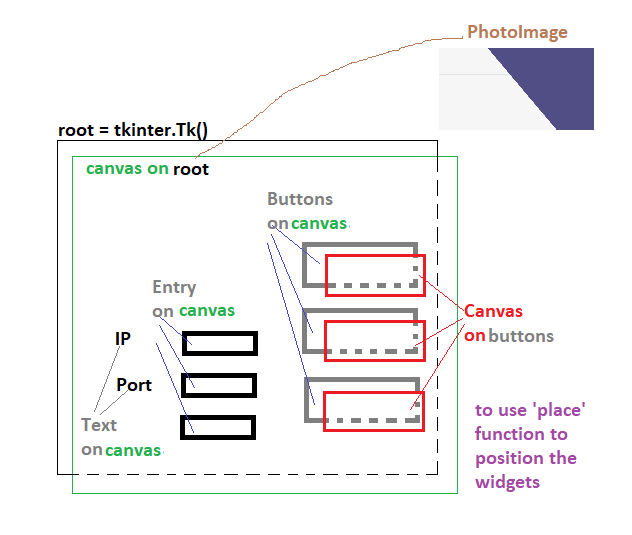 PhotoImage
root = tkinter.Tk()
canvas on root
Buttons
on canvas
Entry
on canvas
IP
Port
Text
on canvas
Canvas
on buttons
to use 'place'
function to
position the
widgets